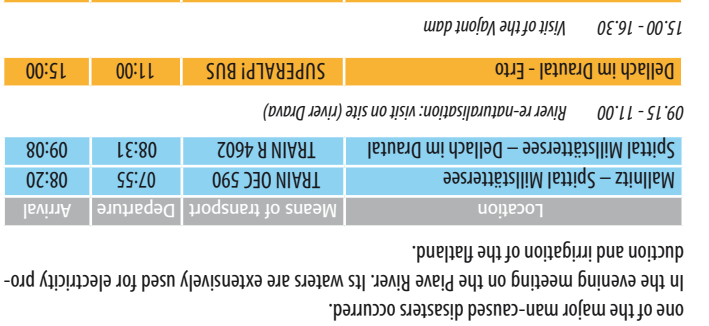 one of the major man-caused disasters occurred.
In the evening meeting on the Piave River. Its waters are extensively used for electricity pro-
duction and irrigation of the flatland.
Location Means of transport Departure Arrival
Mallnitz – Spittal Millstättersee TRAIN OEC 590 07:55 08:20
Spittal Millstättersee – Dellach im Drautal TRAIN R 4602 08:31 09:08
09.15 - 11.00 River re-naturalisation: visit on site (river Drava)
Dellach im Drautal - Erto SUPERALP! BUS 11:00 15:00
15.00 - 16.30 Visit of the Vajont dam